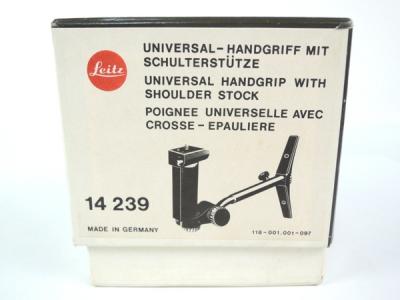 Leitz
UNIVERSAL-HANDGRIFF MIT
SCHULTERSTÜTZE
UNIVERSAL HANDGRIP WITH
SHOULDER STOCK
POIGNEE UNIVERSELLE AVEC
CROSSE-EPAULIERE
14 239
MADE IN GERMANY
118-001.001-097